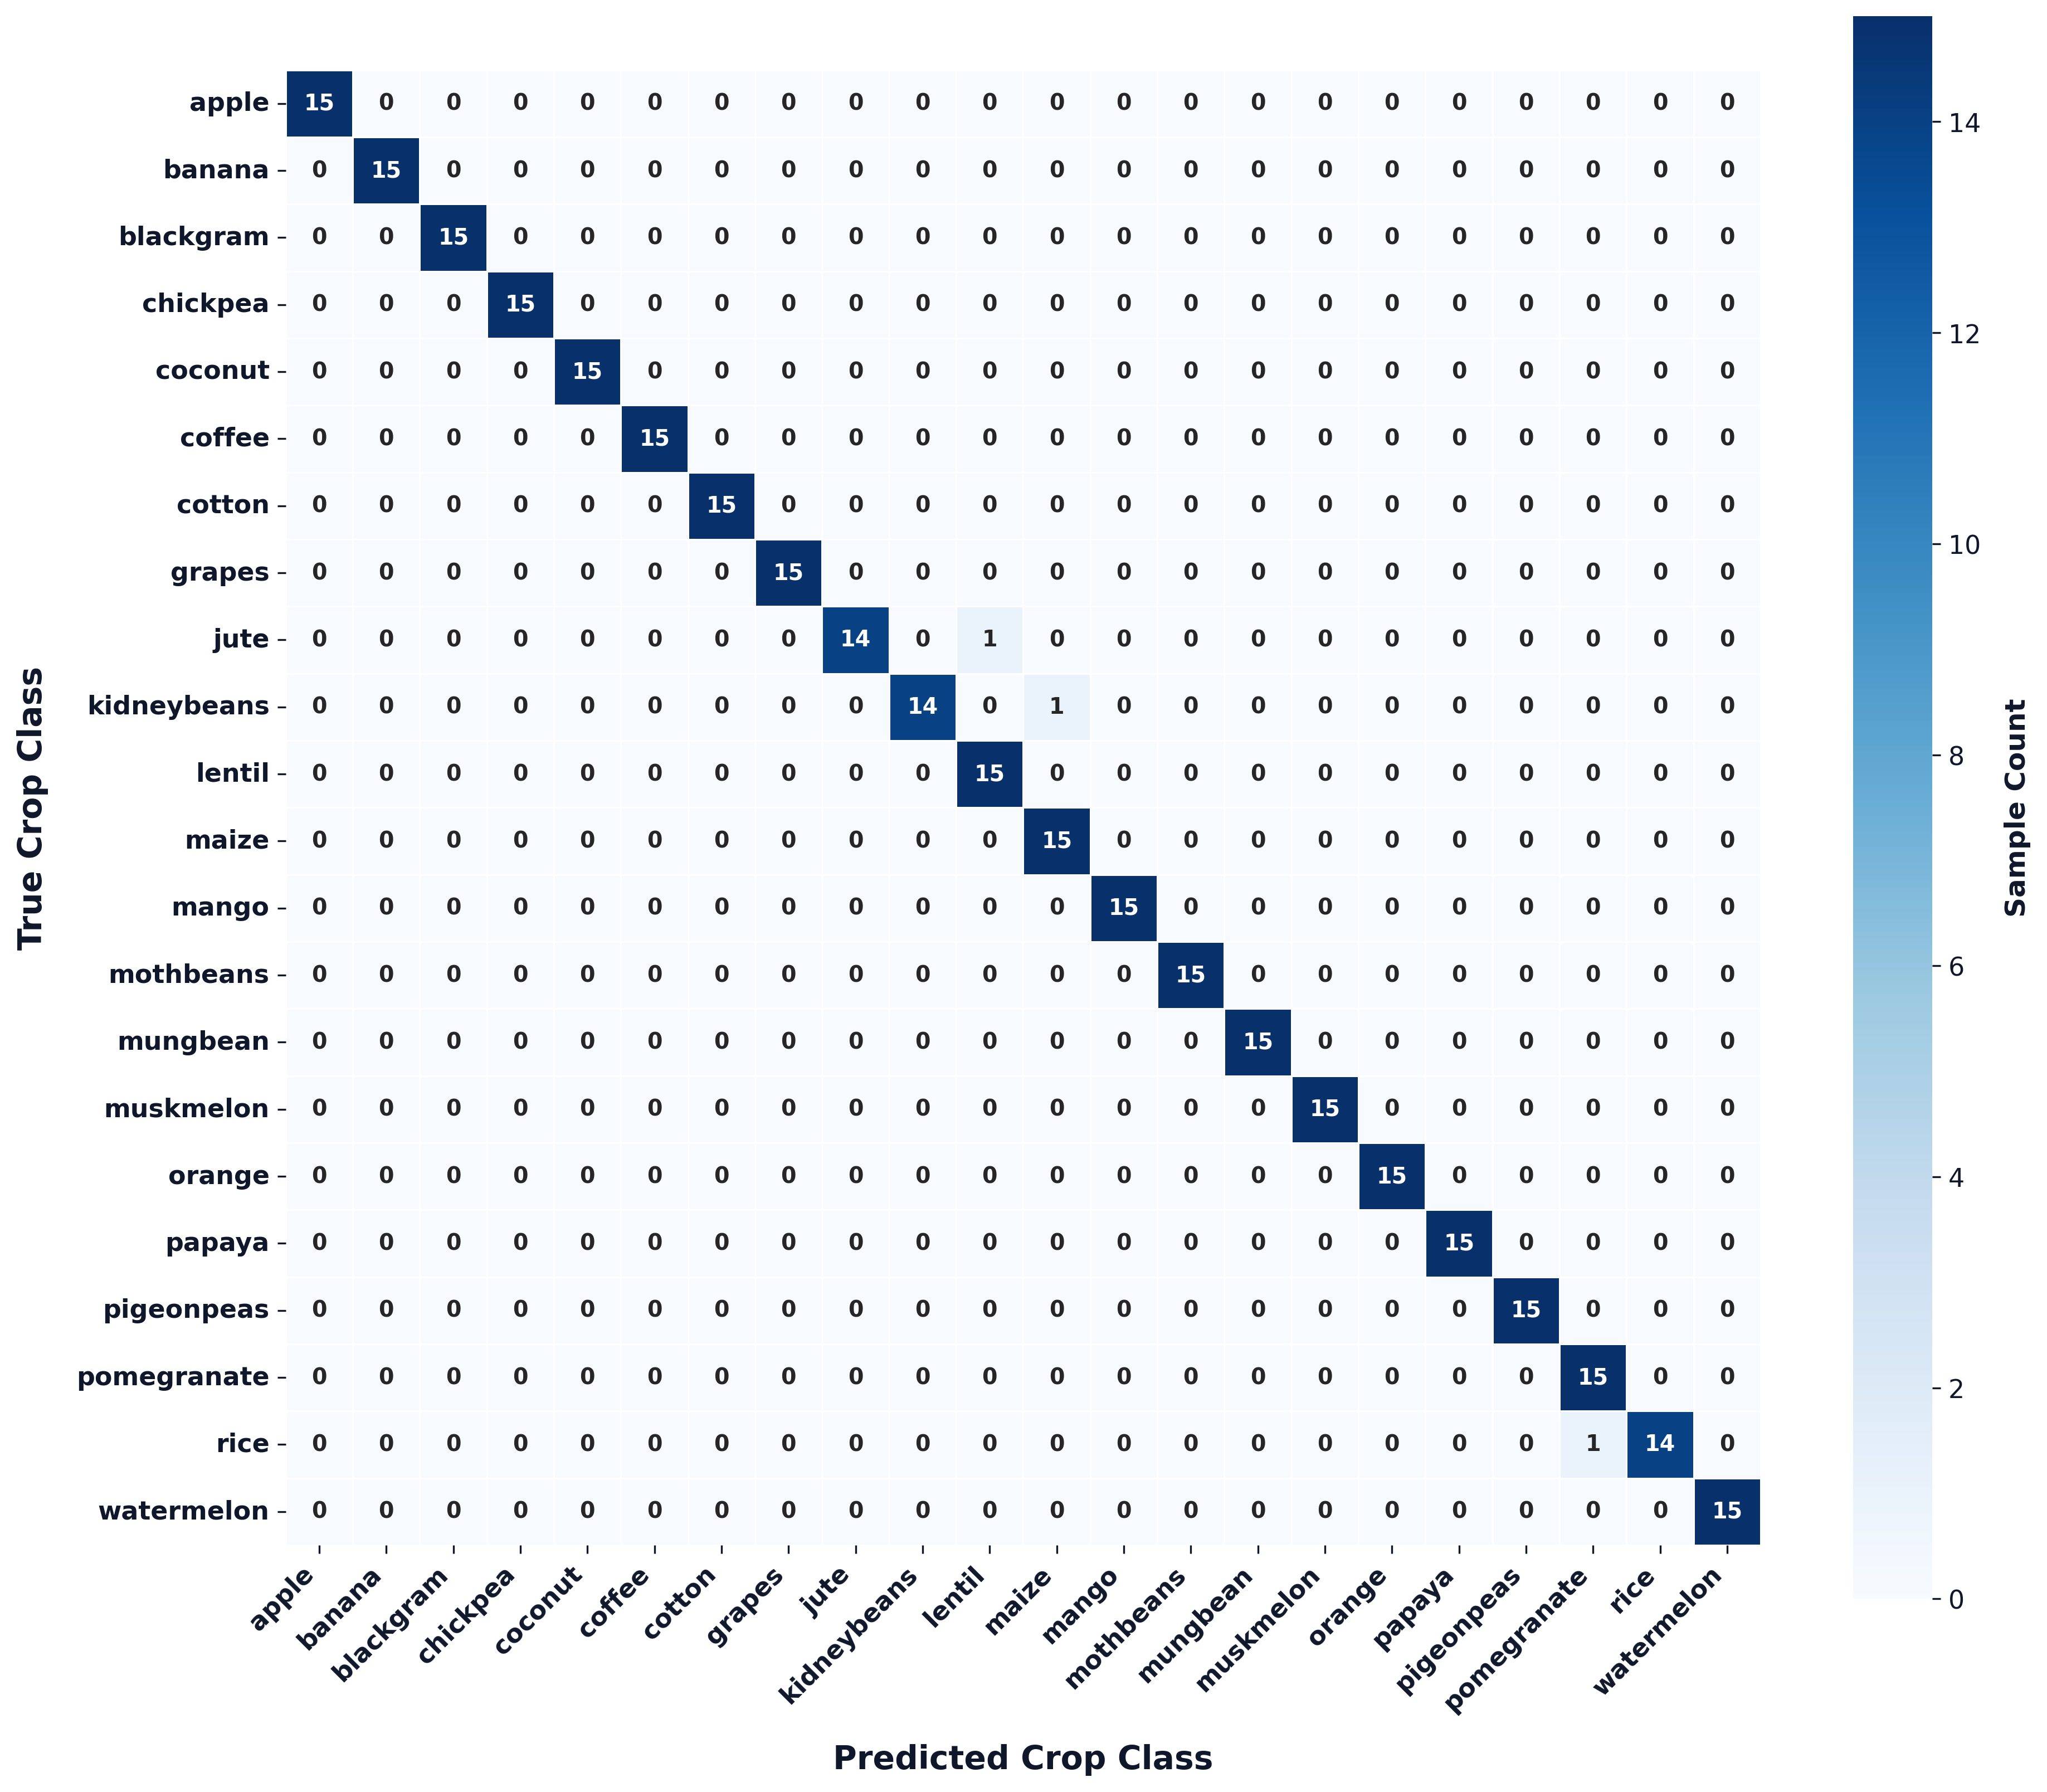 apple 15 0 0 0 0 0 0 0 0 0 0 0 0 0 0 0 0 0 0 0 0 0
banana 0 15 0 0 0 0 0 0 0 0 0 0 0 0 0 0 0 0 0 0 0 0
blackgram 0 0 15 0 0 0 0 0 0 0 0 0 0 0 0 0 0 0 0 0 0 0
chickpea 0 0 0 15 0 0 0 0 0 0 0 0 0 0 0 0 0 0 0 0 0 0
coconut 0 0 0 0 15 0 0 0 0 0 0 0 0 0 0 0 0 0 0 0 0 0
coffee 0 0 0 0 0 15 0 0 0 0 0 0 0 0 0 0 0 0 0 0 0 0
cotton 0 0 0 0 0 0 15 0 0 0 0 0 0 0 0 0 0 0 0 0 0 0
grapes 0 0 0 0 0 0 0 15 0 0 0 0 0 0 0 0 0 0 0 0 0 0
jute 0 0 0 0 0 0 0 0 14 0 1 0 0 0 0 0 0 0 0 0 0 0
kidneybeans 0 0 0 0 0 0 0 0 0 14 0 1 0 0 0 0 0 0 0 0 0 0
lentil 0 0 0 0 0 0 0 0 0 0 15 0 0 0 0 0 0 0 0 0 0 0
maize 0 0 0 0 0 0 0 0 0 0 0 15 0 0 0 0 0 0 0 0 0 0
mango 0 0 0 0 0 0 0 0 0 0 0 0 15 0 0 0 0 0 0 0 0 0
mothbeans 0 0 0 0 0 0 0 0 0 0 0 0 0 15 0 0 0 0 0 0 0 0
mungbean 0 0 0 0 0 0 0 0 0 0 0 0 0 0 15 0 0 0 0 0 0 0
muskmelon 0 0 0 0 0 0 0 0 0 0 0 0 0 0 0 15 0 0 0 0 0 0
orange 0 0 0 0 0 0 0 0 0 0 0 0 0 0 0 0 15 0 0 0 0 0
papaya 0 0 0 0 0 0 0 0 0 0 0 0 0 0 0 0 0 15 0 0 0 0
pigeonpeas 0 0 0 0 0 0 0 0 0 0 0 0 0 0 0 0 0 0 15 0 0 0
pomegranate 0 0 0 0 0 0 0 0 0 0 0 0 0 0 0 0 0 0 0 15 0 0
rice 0 0 0 0 0 0 0 0 0 0 0 0 0 0 0 0 0 0 0 1 14 0
watermelon 0 0 0 0 0 0 0 0 0 0 0 0 0 0 0 0 0 0 0 0 0 15
apple banana blackgram chickpea coconut coffee cotton grapes jute kidneybeans lentil maize mango mothbeans mungbean muskmelon orange papaya pigeonpeas pomegranate rice watermelon
Predicted Crop Class
True Crop Class
14
12
10
8
6
4
2
0
Sample Count